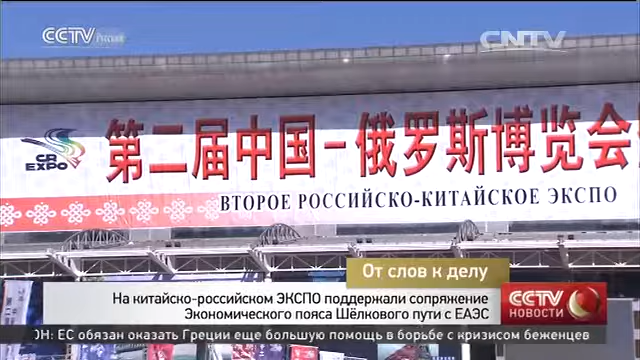 CCTV Русский
CNTV
CR
EXPO
第二届中国-俄罗斯博览会
ВТОРОЕ РОССИЙСКО-КИТАЙСКОЕ ЭКСПО
От слов к делу
На китайско-российском ЭКСПО поддержали сопряжение
Экономического пояса Шёлкового пути с ЕАЭС
CCTV
НОВОСТИ
ОН: ЕС обязан оказать Греции еще большую помощь в борьбе с кризисом беженцев